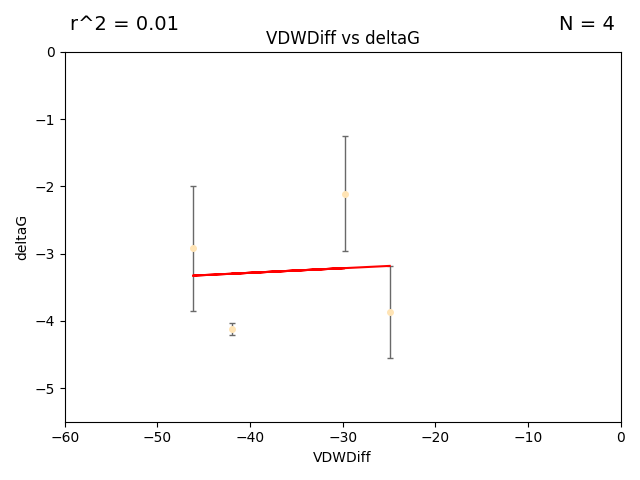 r^2 = 0.01
N = 4
VDWDiff vs deltaG
0
−1
−2
−3
−4
−5
deltaG
−60 −50 −40 −30 −20 −10 0
VDWDiff